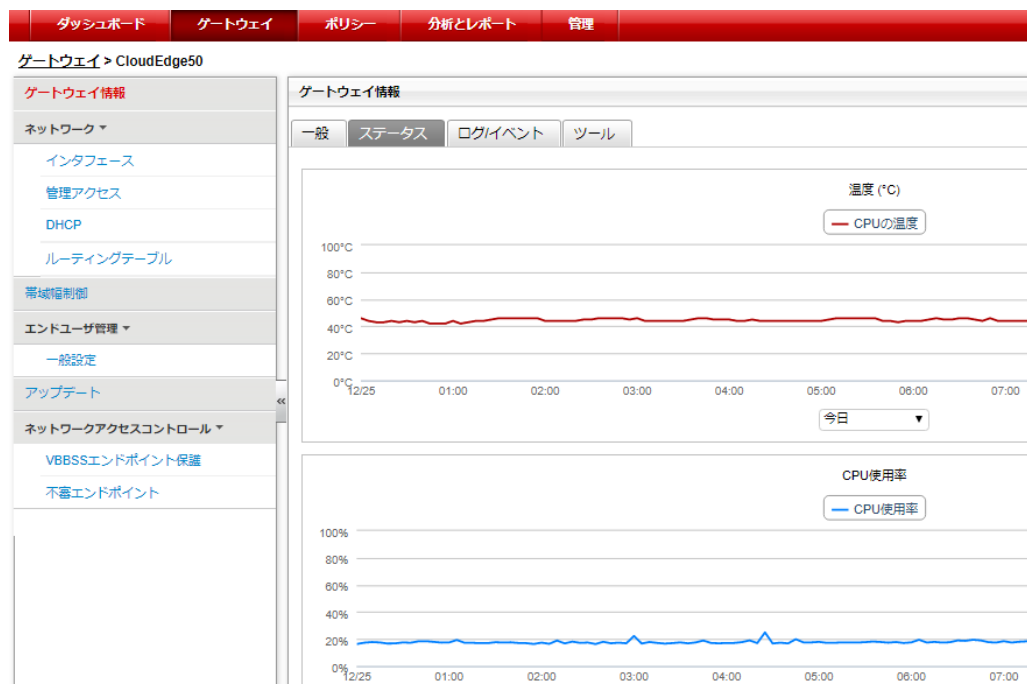 ダッシュボード ゲートウェイ ポリシー 分析とレポート 管理
ゲートウェイ > CloudEdge50
ゲートウェイ情報
ネットワーク
インタフェース
管理アクセス
DHCP
ルーティングテーブル
帯域幅制御
エンドユーザ管理
一般設定
アップデート
ネットワークアクセスコントロール
VBBSSエンドポイント保護
不審エンドポイント
«
ゲートウェイ情報
一般 ステータス ログ/イベント ツール
温度 (°C)
CPUの温度
100°C
80°C
60°C
40°C
20°C
0°C
12/25 01:00 02:00 03:00 04:00 05:00 06:00 07:00
今日
CPU使用率
CPU使用率
100%
80%
60%
40%
20%
0%
12/25 01:00 02:00 03:00 04:00 05:00 06:00 07:00